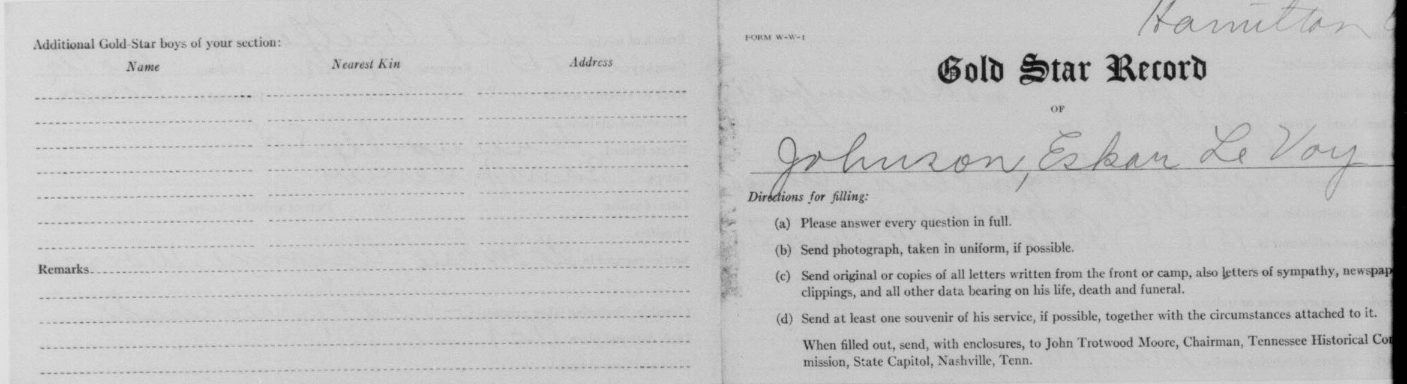 Additional Gold-Star boys of your section:
Name Nearest Kin Address
Remarks
Hamilton
FORM W-W-1
Gold Star Record
OF
Johnson, Eskar Le Voy
Directions for filling:
(a) Please answer every question in full.
(b) Send photograph, taken in uniform, if possible.
(c) Send original or copies of all letters written from the front or camp, also letters of sympathy, newspap
clippings, and all other data bearing on his life, death and funeral.
(d) Send at least one souvenir of his service, if possible, together with the circumstances attached to it.
When filled out, send, with enclosures, to John Trotwood Moore, Chairman, Tennessee Historical Co
mission, State Capitol, Nashville, Tenn.